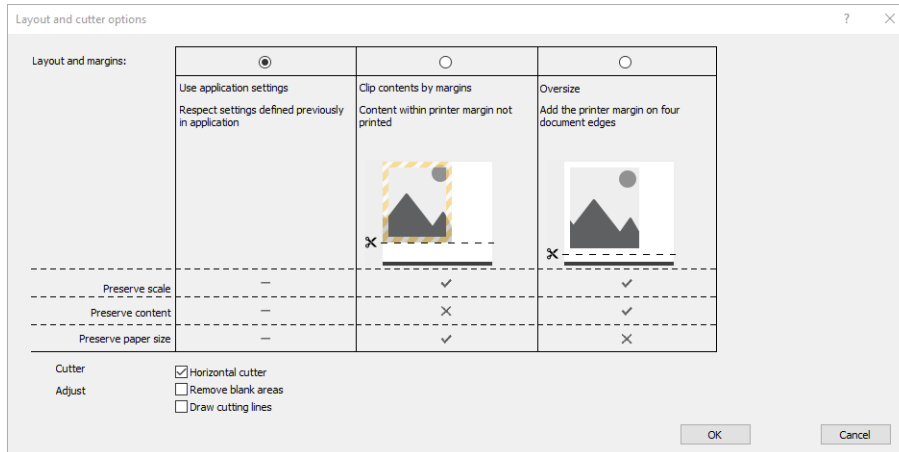 Layout and cutter options
?
Layout and margins:
Use application settings
Respect settings defined previously
in application
Clip contents by margins
Content within printer margin not
printed
Oversize
Add the printer margin on four
document edges
Preserve scale
Preserve content
Preserve paper size
Cutter
Horizontal cutter
Adjust
Remove blank areas
Draw cutting lines
OK
Cancel